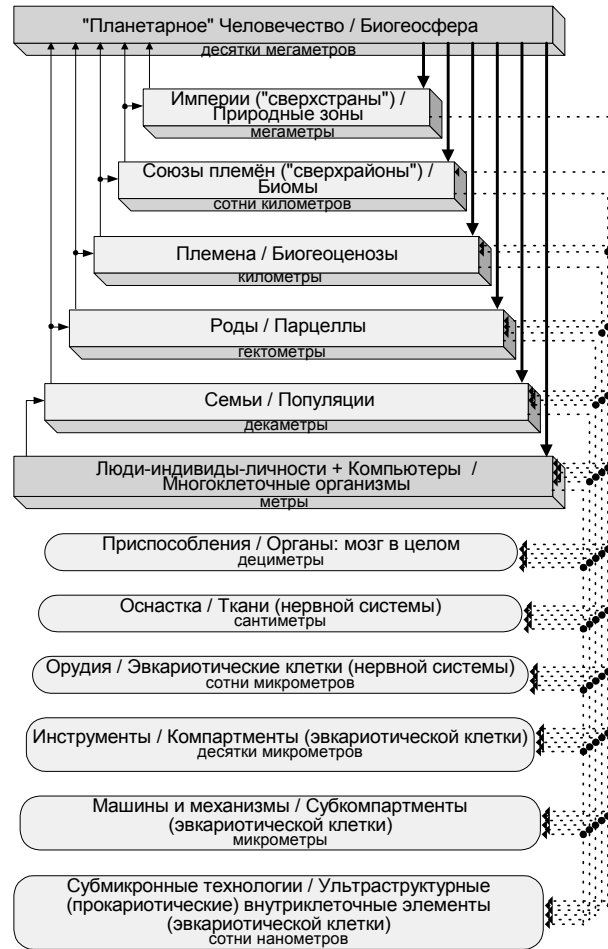 "Планетарное" Человечество / Биогеосфера
десятки мегаметров
Империи ("сверхстраны") /
Природные зоны
мегаметры
Союзы племён ("сверхрайоны") /
Биомы
сотни километров
Племена / Биогеоценозы
километры
Роды / Парцеллы
гектометры
Семьи / Популяции
декаметры
Люди-индивиды-личности + Компьютеры /
Многоклеточные организмы
метры
Приспособления / Органы: мозг в целом
дециметры
Оснастка / Ткани (нервной системы)
сантиметры
Орудия / Эвкариотические клетки (нервной системы)
сотни микрометров
Инструменты / Компартменты (эвкариотической клетки)
десятки микрометров
Машины и механизмы / Субкомпартменты
(эвкариотической клетки)
микрометры
Субмикронные технологии / Ультраструктурные
(прокариотические) внутриклеточные элементы
(эвкариотической клетки)
сотни нанометров